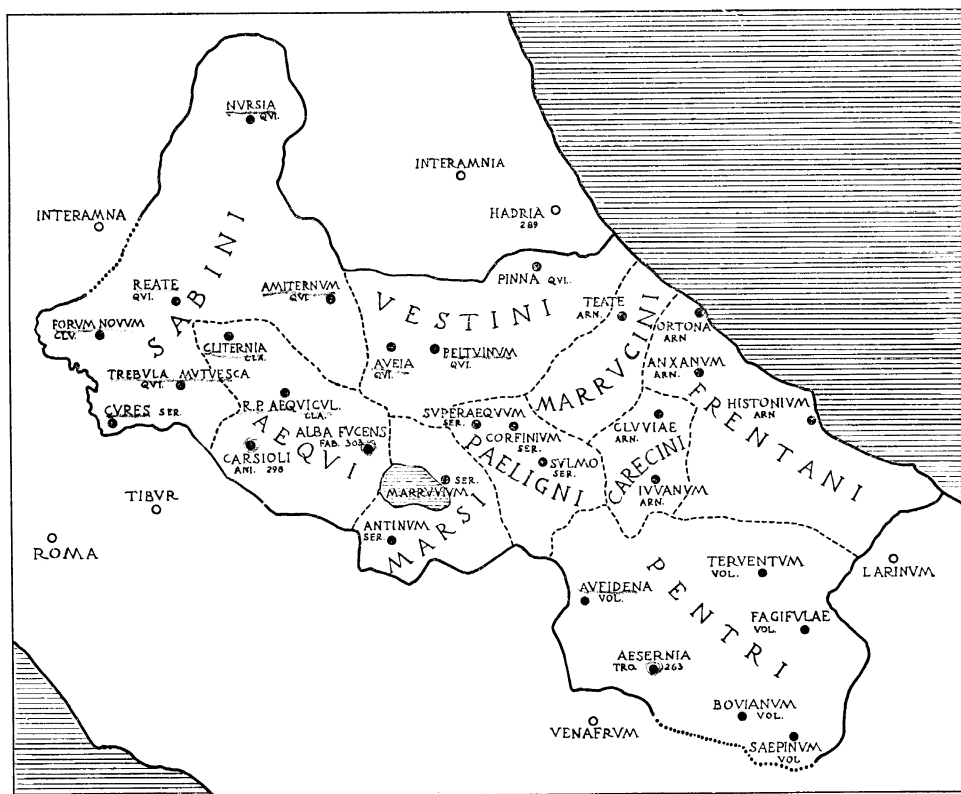 NVRSIA
QVI.
INTERAMNIA
INTERAMNA
HADRIA
289
SABINI
REATE
QVI.
AMITERNVM
QVI
PINNA QVI.
VESTINI
TEATE
ARN.
MARRVCINI
ORTONA
ARN
FORVM NOVVM
CLV.
CLITERNIA
CLA.
AVEIA
QVI.
PELTVINVM
QVI.
ANXANVM
ARN.
FRENTANI
HISTONIVM
ARN
TREBVLA MVTVESCA
QVI.
CVRES SER.
R.P. AEQVICVL.
CLA.
AEQVI
SVPERAEQVVM
SER.
CORFINIVM
SER.
CLVVIAE
ARN.
ALBA FVCENS
FAB. 303
CARSIOLI
ANI. 298
PAELIGNI
SVLMO
SER.
CARECINI
IVVANVM
ARN.
SER.
MARRVVIVM
MARSI
TIBVR
ANTINVM
SER.
ROMA
PENTRI
TERVENTVM
VOL.
LARINVM
AVFIDENA
VOL.
FAGIFVLAE
VOL.
AESERNIA
TRO. 263
BOVIANVM
VOL.
VENAFRVM
SAEPINVM
VOL